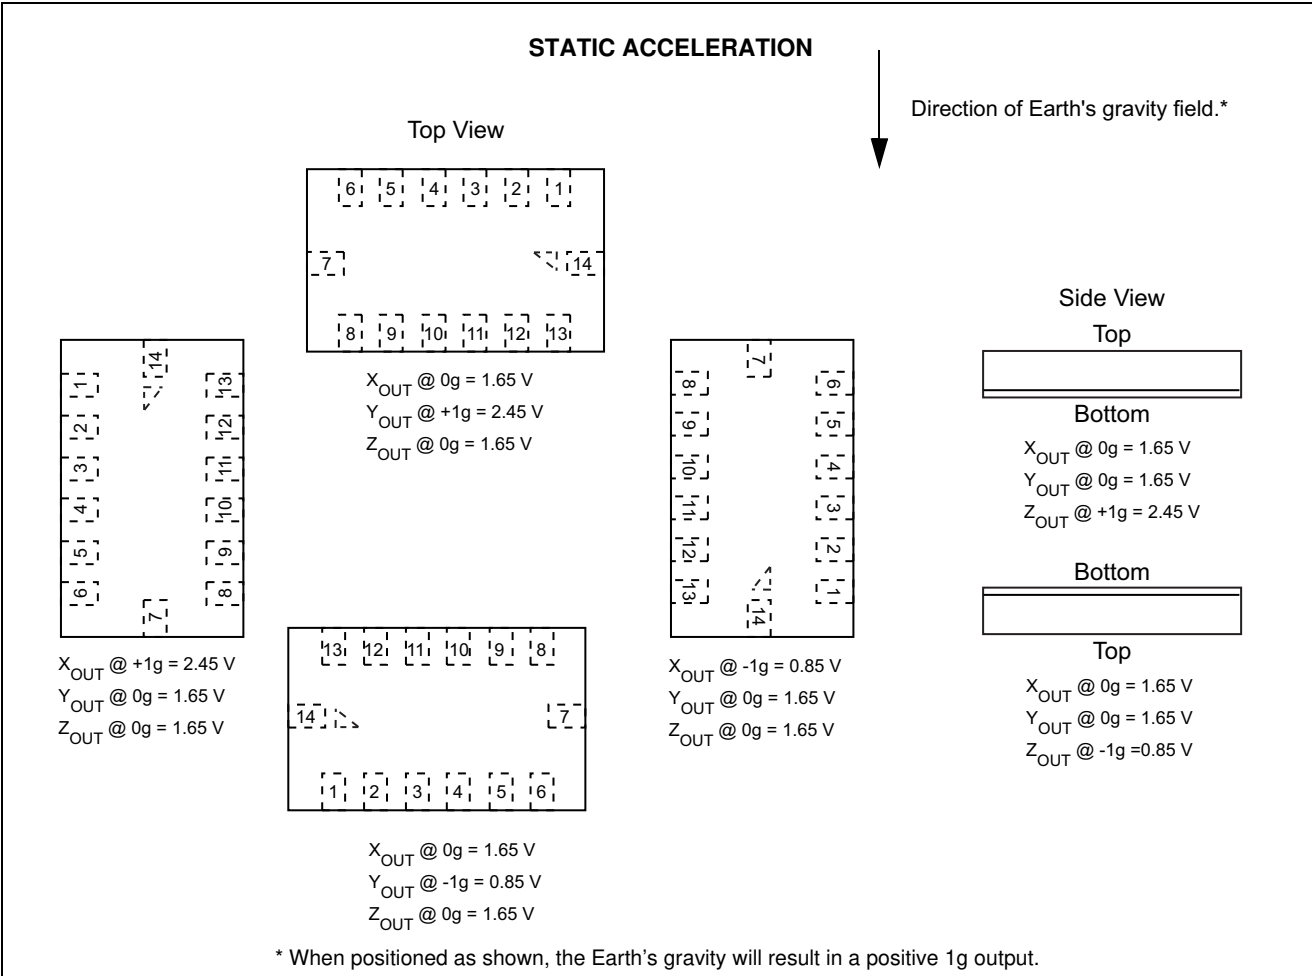 STATIC ACCELERATION
Direction of Earth's gravity field.*
Top View
6 5 4 3 2 1
7 14
8 9 10 11 12 13
X_OUT @ 0g = 1.65 V
Y_OUT @ +1g = 2.45 V
Z_OUT @ 0g = 1.65 V
14
1 13
2 12
3 11
4 10
5 9
6 8
7
X_OUT @ +1g = 2.45 V
Y_OUT @ 0g = 1.65 V
Z_OUT @ 0g = 1.65 V
13 12 11 10 9 8
14 7
1 2 3 4 5 6
X_OUT @ 0g = 1.65 V
Y_OUT @ -1g = 0.85 V
Z_OUT @ 0g = 1.65 V
7
8 6
9 5
10 4
11 3
12 2
13 1
14
X_OUT @ -1g = 0.85 V
Y_OUT @ 0g = 1.65 V
Z_OUT @ 0g = 1.65 V
Side View
Top
Bottom
X_OUT @ 0g = 1.65 V
Y_OUT @ 0g = 1.65 V
Z_OUT @ +1g = 2.45 V
Bottom
Top
X_OUT @ 0g = 1.65 V
Y_OUT @ 0g = 1.65 V
Z_OUT @ -1g =0.85 V
* When positioned as shown, the Earth's gravity will result in a positive 1g output.